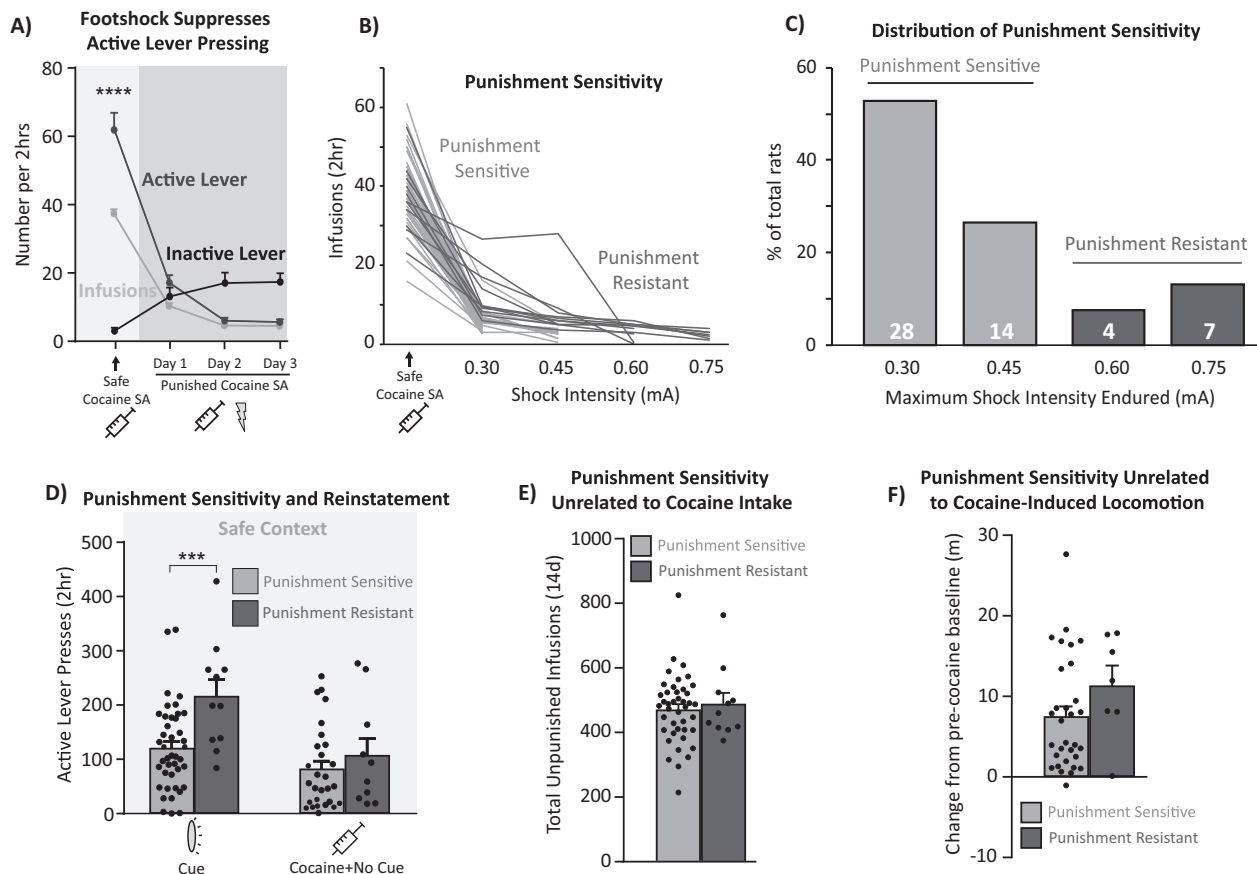 A)
Footshock Suppresses
Active Lever Pressing
Number per 2hrs
80
60
40
20
0
****
Active Lever
Inactive Lever
Infusions
Safe
Cocaine SA
Day 1
Day 2
Day 3
Punished Cocaine SA
B)
Punishment Sensitivity
Infusions (2hr)
60
40
20
0
Punishment
Sensitive
Punishment
Resistant
Safe
Cocaine SA
0.30
0.45
0.60
0.75
Shock Intensity (mA)
C)
Distribution of Punishment Sensitivity
% of total rats
60
40
20
0
Punishment Sensitive
Punishment Resistant
28
14
4
7
0.30
0.45
0.60
0.75
Maximum Shock Intensity Endured (mA)
D)
Punishment Sensitivity and Reinstatement
Safe Context
Active Lever Presses (2hr)
500
400
300
200
100
0
***
Punishment Sensitive
Punishment Resistant
Cue
Cocaine+No Cue
E)
Punishment Sensitivity
Unrelated to Cocaine Intake
Total Unpunished Infusions (14d)
1000
800
600
400
200
0
Punishment Sensitive
Punishment Resistant
F)
Punishment Sensitivity Unrelated
to Cocaine-Induced Locomotion
Change from pre-cocaine baseline (m)
30
20
10
0
-10
Punishment Sensitive
Punishment Resistant